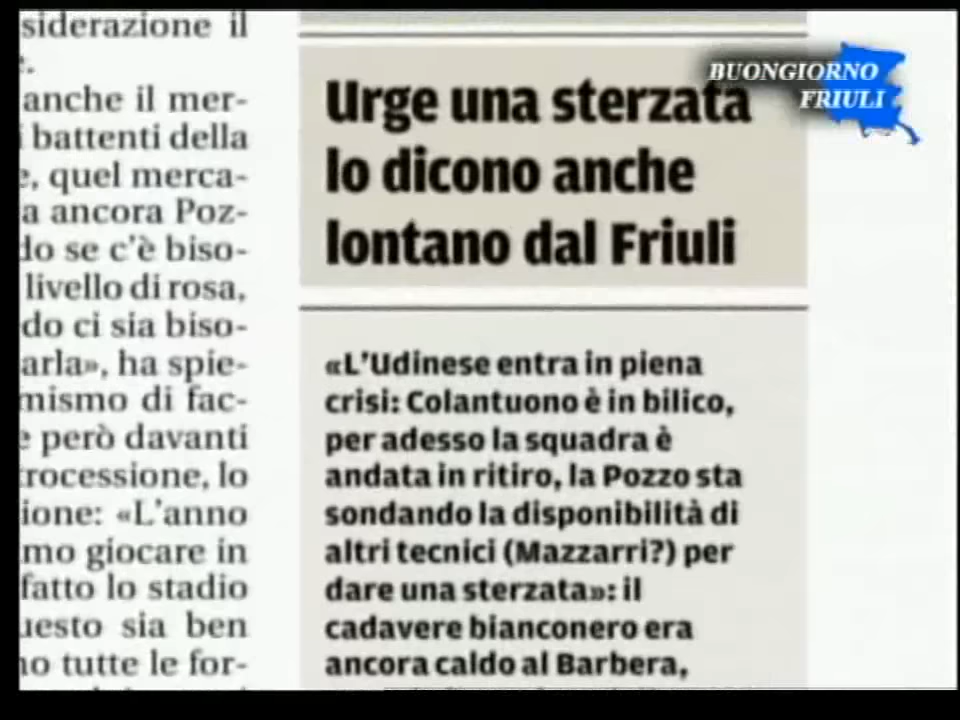 siderazione il
anche il mer-
battenti della
quel merca-
a ancora Poz-
do se c'è biso-
livello di rosa,
do ci sia biso-
arla», ha spie-
mismo di fac-
però davanti
rocessione, lo
ione: «L'anno
mo giocare in
fatto lo stadio
uesto sia ben
no tutte le for-
Urge una sterzata
lo dicono anche
lontano dal Friuli
«L'Udinese entra in piena
crisi: Colantuono è in bilico,
per adesso la squadra è
andata in ritiro, la Pozzo sta
sondando la disponibilità di
altri tecnici (Mazzarri?) per
dare una sterzata»: il
cadavere bianconero era
ancora caldo al Barbera,
BUONGIORNO
FRIULI